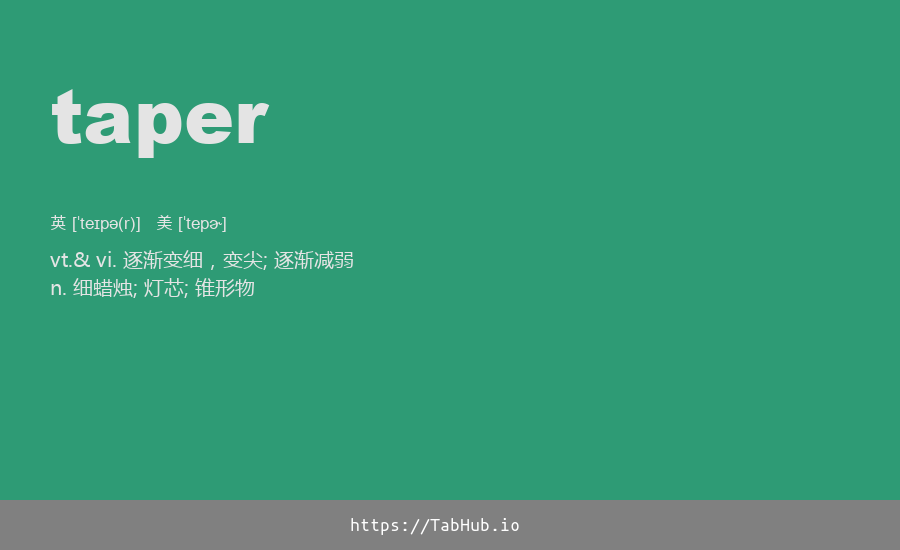 taper
英 [ˈteɪpə(r)] 美 [ˈtepɚ]
vt.& vi. 逐渐变细，变尖; 逐渐减弱
n. 细蜡烛; 灯芯; 锥形物
https://TabHub.io